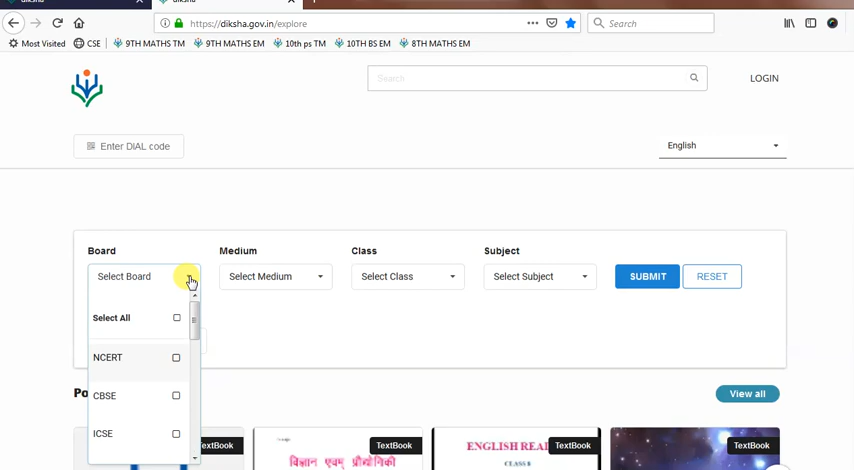 diksha
diksha
https://diksha.gov.in/explore
Search
Most Visited
CSE
9TH MATHS TM
9TH MATHS EM
10th ps TM
10TH BS EM
8TH MATHS EM
Search
LOGIN
Enter DIAL code
English
Board
Medium
Class
Subject
Select Board
Select Medium
Select Class
Select Subject
SUBMIT
RESET
Select All
NCERT
CBSE
ICSE
Po
View all
TextBook
TextBook
TextBook
TextBook
विज्ञान एवम् प्रौद्योगिकी
ENGLISH REA
CLASS 8